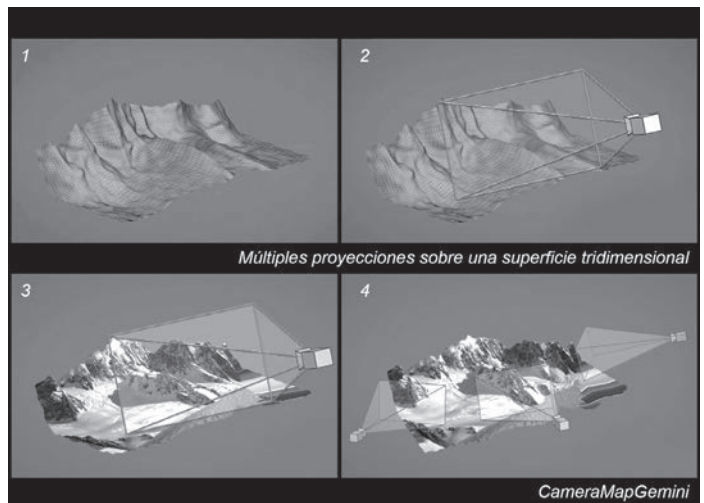 1
2
Múltiples proyecciones sobre una superficie tridimensional
3
4
CameraMapGemini